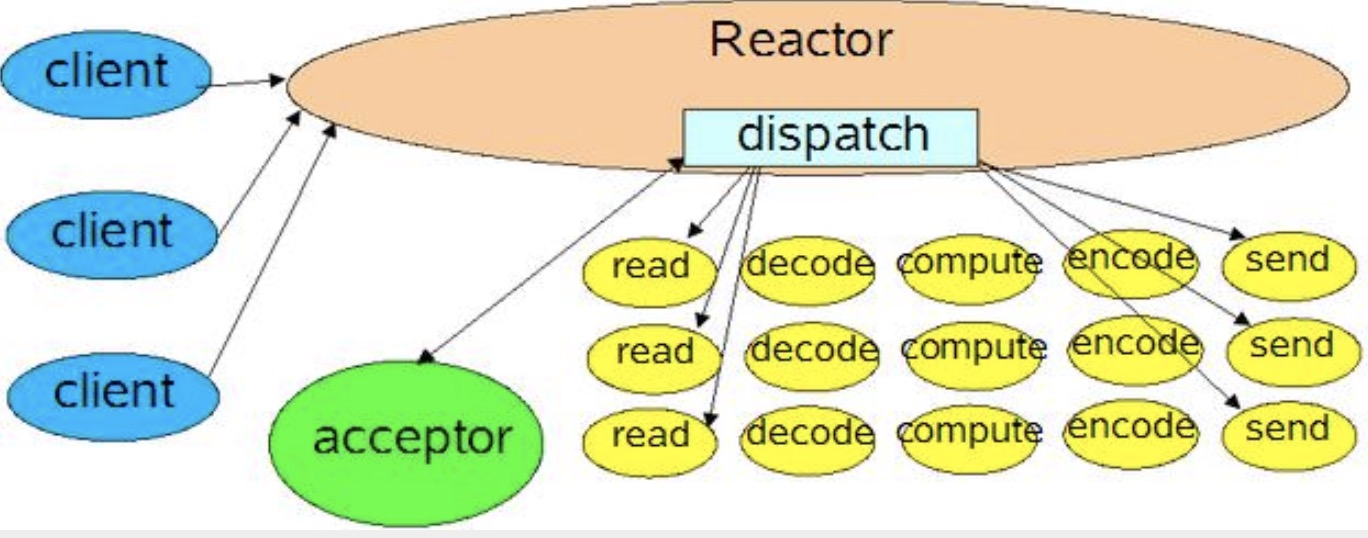 Reactor
client
dispatch
client
read decode compute encode send
read decode compute encode send
client
acceptor
read decode compute encode send